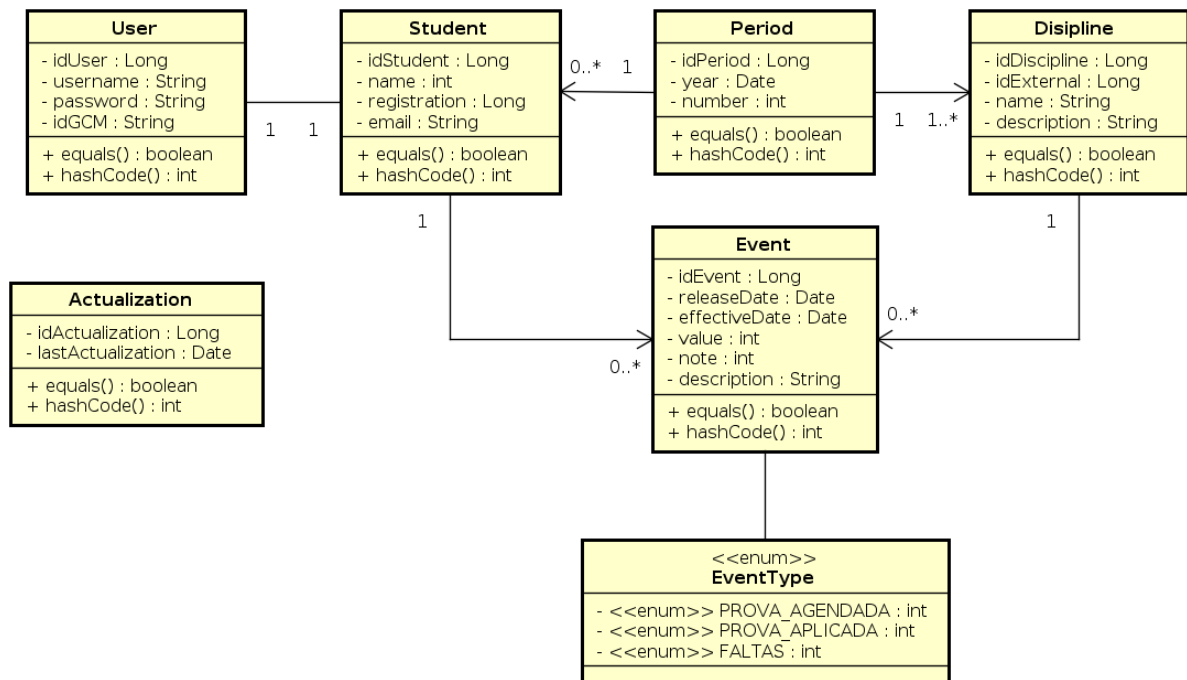 User
- idUser : Long
- username : String
- password : String
- idGCM : String
+ equals() : boolean
+ hashCode() : int
1
1
Student
- idStudent : Long
- name : int
- registration : Long
- email : String
+ equals() : boolean
+ hashCode() : int
0..*
1
Period
- idPeriod : Long
- year : Date
- number : int
+ equals() : boolean
+ hashCode() : int
1
1..*
Disipline
- idDiscipline : Long
- idExternal : Long
- name : String
- description : String
+ equals() : boolean
+ hashCode() : int
1
1
Event
- idEvent : Long
- releaseDate : Date
- effectiveDate : Date
- value : int
- note : int
- description : String
+ equals() : boolean
+ hashCode() : int
0..*
0..*
Actualization
- idActualization : Long
- lastActualization : Date
+ equals() : boolean
+ hashCode() : int
<<enum>>
EventType
- <<enum>> PROVA_AGENDADA : int
- <<enum>> PROVA_APLICADA : int
- <<enum>> FALTAS : int